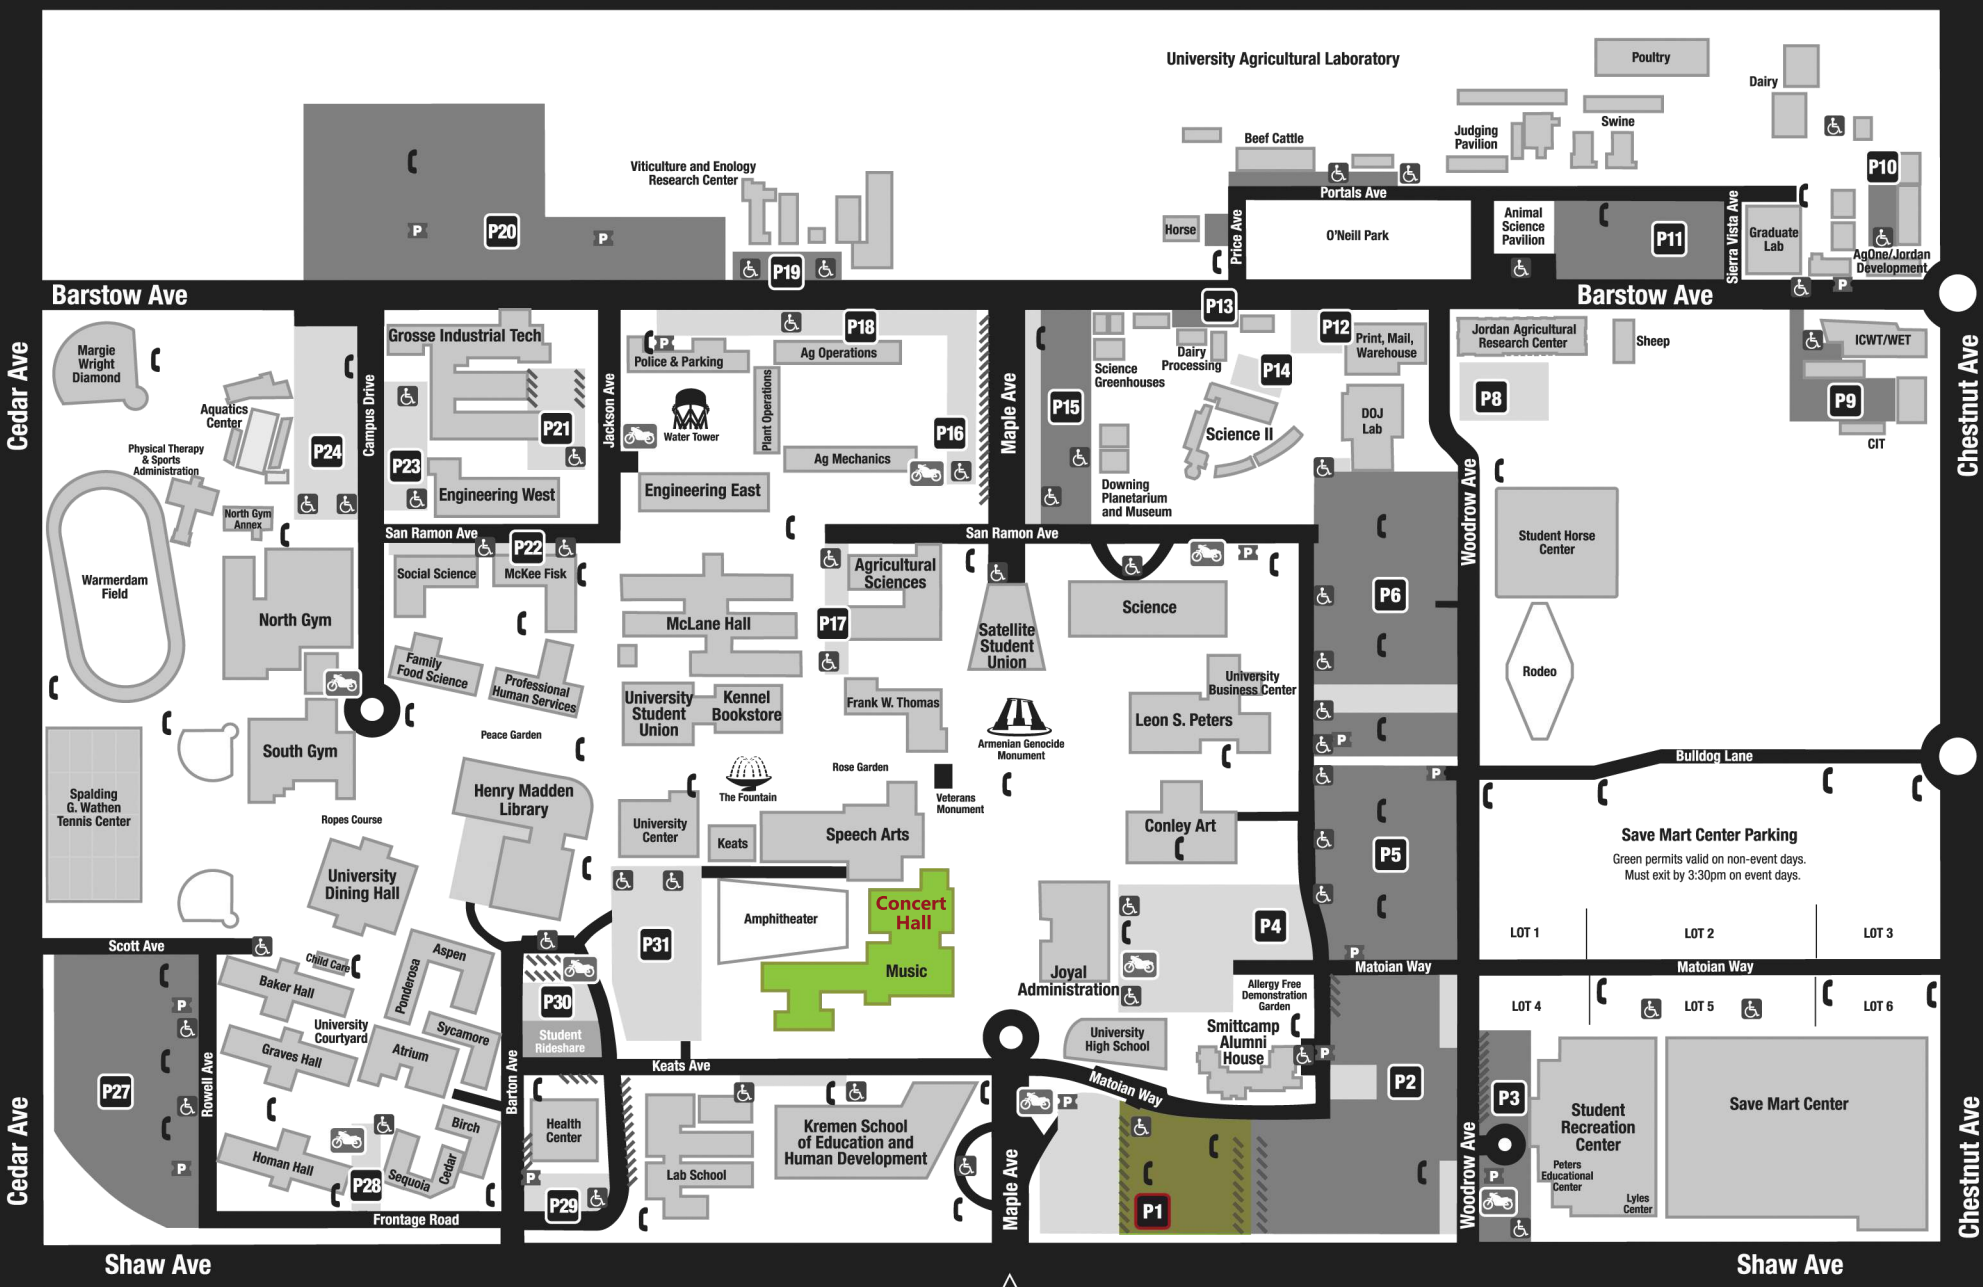 University Agricultural Laboratory
Poultry
Dairy
Swine
Judging
Pavilion
Beef Cattle
P10
Viticulture and Enology
Research Center
Portals Ave
Horse
Price Ave
O'Neill Park
Animal
Science
Pavilion
P11
Sierra Vista Ave
Graduate
Lab
AgOne/Jordan
Development
P
P
P20
P
P19
P
Barstow Ave
Barstow Ave
Cedar Ave
Margie
Wright
Diamond
Campus Drive
Grosse Industrial Tech
Jackson Ave
P
Police & Parking
P18
Ag Operations
Plant Operations
Water Tower
Maple Ave
P13
Science
Greenhouses
Dairy
Processing
P14
P12
Print, Mail,
Warehouse
Jordan Agricultural
Research Center
Sheep
ICWT/WET
Chestnut Ave
P8
P9
CIT
Aquatics
Center
P24
P21
P23
P16
P15
Science II
DOJ
Lab
Physical Therapy
& Sports
Administration
Ag Mechanics
North Gym
Annex
Engineering West
Engineering East
Downing
Planetarium
and Museum
Woodrow Ave
Student Horse
Center
San Ramon Ave
P22
San Ramon Ave
P
Warmerdam
Field
North Gym
Social Science
McKee Fisk
Agricultural
Sciences
McLane Hall
P17
Satellite
Student
Union
Science
P6
Rodeo
Family
Food Science
Professional
Human Services
University
Student
Union
Kennel
Bookstore
Frank W. Thomas
University
Business Center
Leon S. Peters
Armenian Genocide
Monument
P
Bulldog Lane
P
South Gym
Peace Garden
Henry Madden
Library
The Fountain
Rose Garden
Veterans
Monument
Spalding
G. Wathen
Tennis Center
Ropes Course
University
Center
Keats
Speech Arts
Conley Art
P5
Save Mart Center Parking
Green permits valid on non-event days.
Must exit by 3:30pm on event days.
University
Dining Hall
Amphitheater
Concert
Hall
Music
P31
P4
P
LOT 1
LOT 2
LOT 3
Scott Ave
Matoian Way
Matoian Way
Child Care
Baker Hall
Ponderosa
Aspen
Joyal
Administration
Allergy Free
Demonstration
Garden
LOT 4
LOT 5
LOT 6
P
P30
Student
Rideshare
University
Courtyard
Sycamore
Graves Hall
Atrium
University
High School
Smittcamp
Alumni
House
P
P27
Rowell Ave
Barton Ave
Keats Ave
Matoian Way
P2
P3
Student
Recreation
Center
Peters
Educational
Center
Lyles
Center
Save Mart Center
P
Cedar Ave
Birch
Health
Center
Kremen School
of Education and
Human Development
Homan Hall
Sequoia
Cedar
Lab School
Maple Ave
Woodrow Ave
Chestnut Ave
P
P28
P
P29
P1
P
Frontage Road
Shaw Ave
Shaw Ave